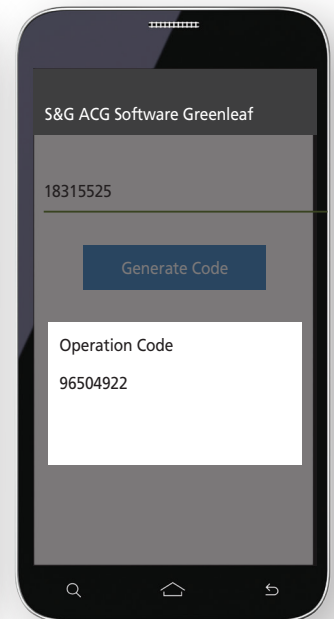 S&G ACG Software Greenleaf
18315525
Generate Code
Operation Code
96504922